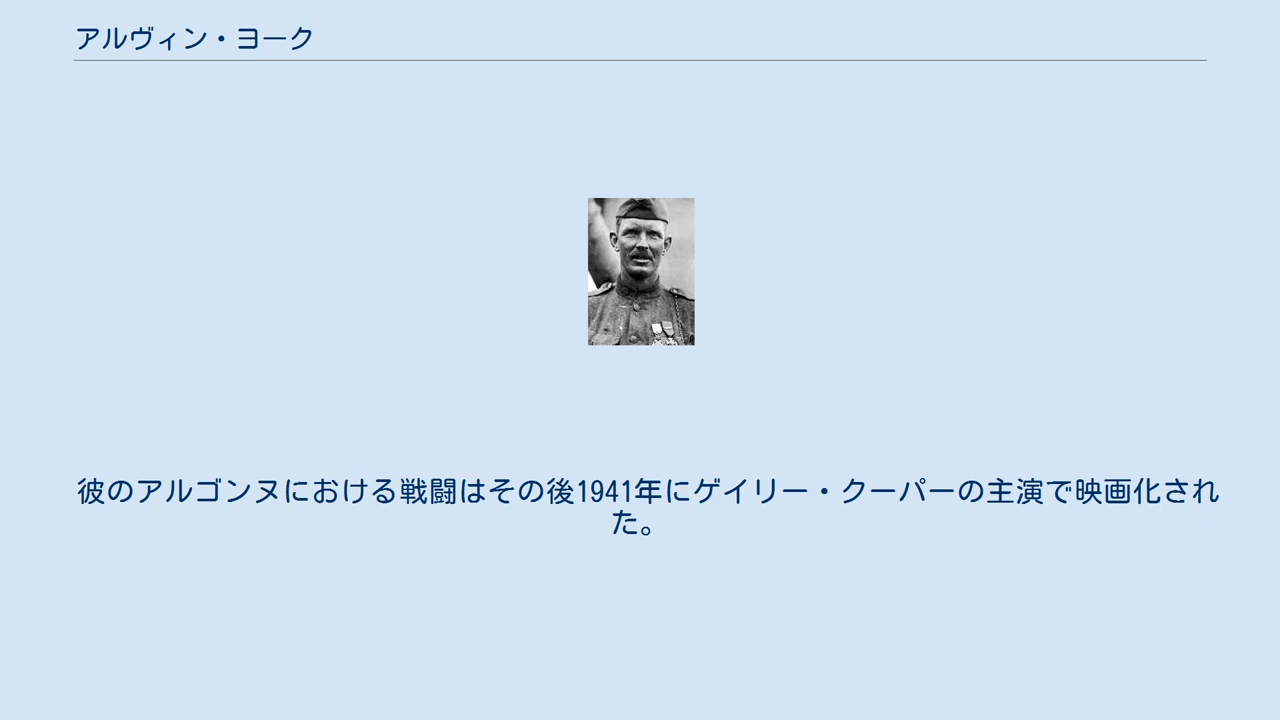 アルヴィン・ヨーク
彼のアルゴンヌにおける戦闘はその後1941年にゲイリー・クーパーの主演で映画化され
た。